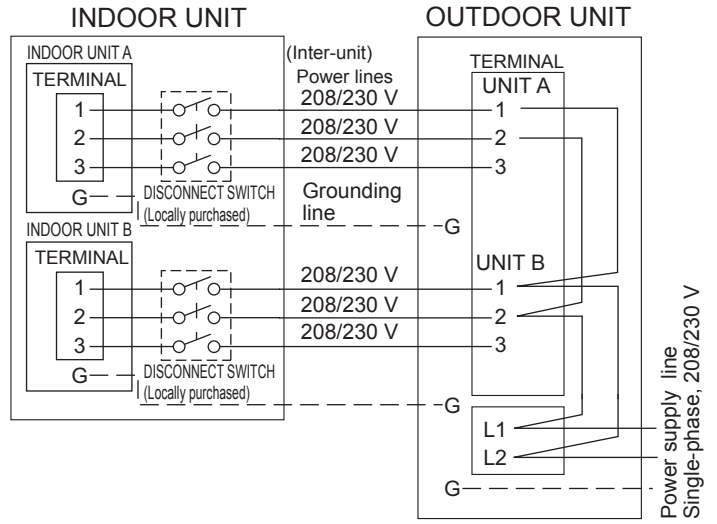 INDOOR UNIT
OUTDOOR UNIT
INDOOR UNIT A
TERMINAL
1
2
3
G
DISCONNECT SWITCH
(Locally purchased)
(Inter-unit)
Power lines
208/230 V
208/230 V
208/230 V
Grounding
line
TERMINAL
UNIT A
1
2
3
G
INDOOR UNIT B
TERMINAL
1
2
3
G
DISCONNECT SWITCH
(Locally purchased)
208/230 V
208/230 V
208/230 V
UNIT B
1
2
3
G
L1
L2
G
Power supply line
Single-phase, 208/230 V